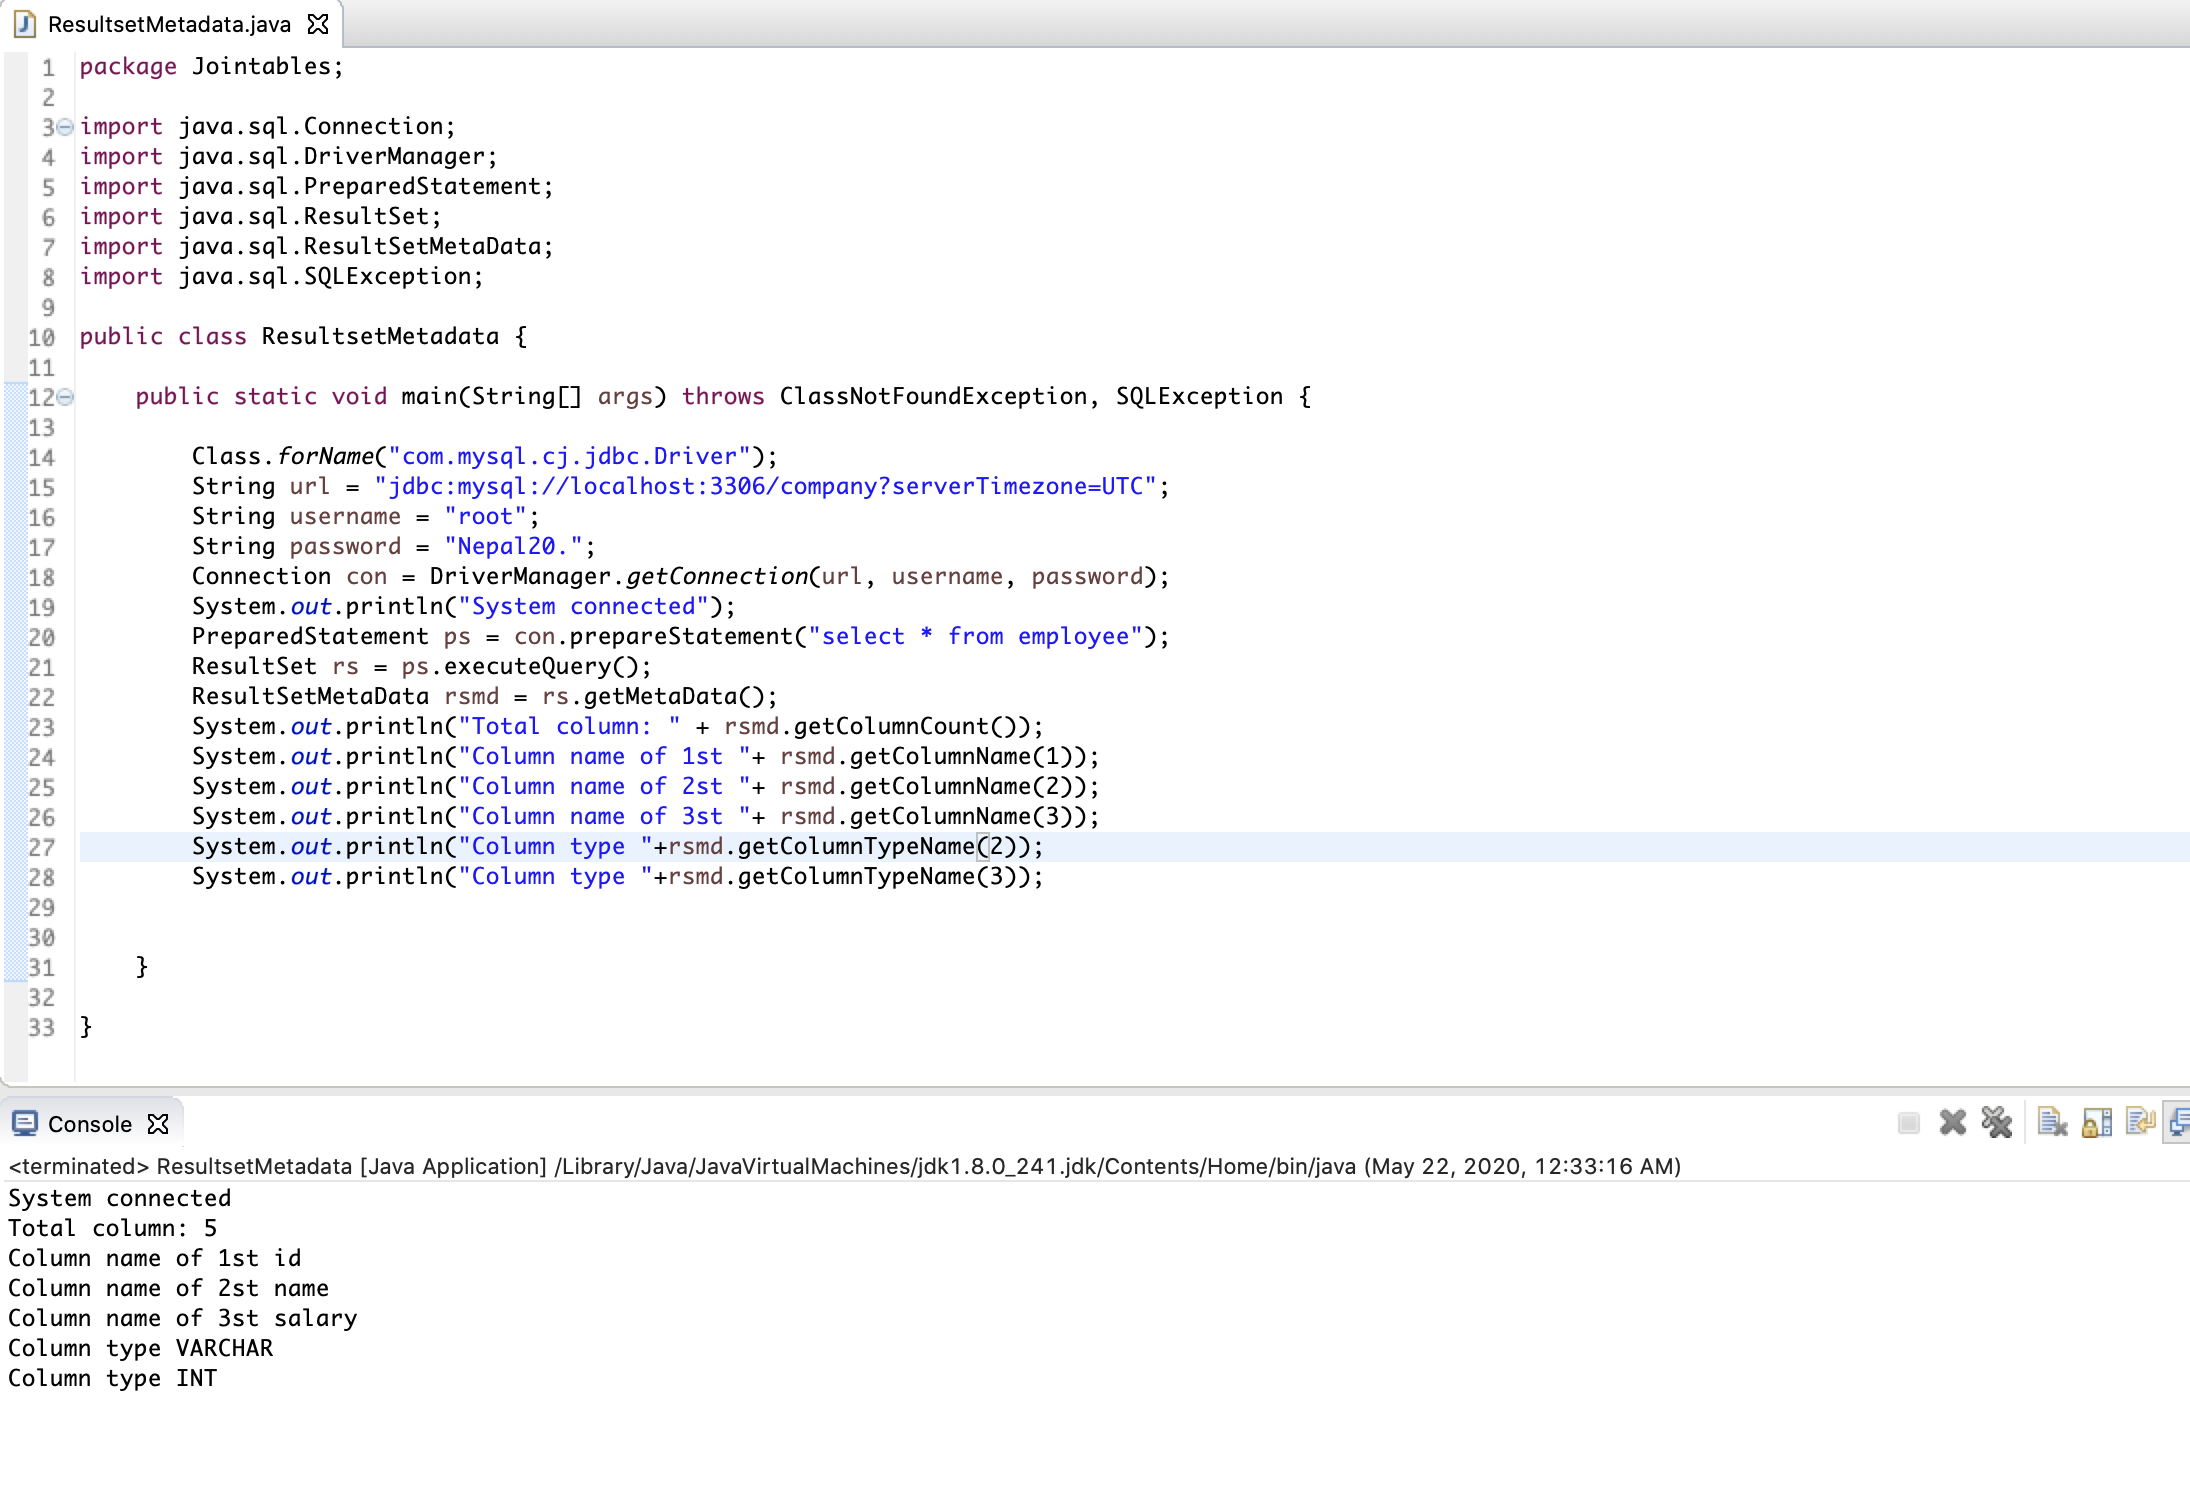 ResultsetMetadata.java
1 package Jointables;
2
3 import java.sql.Connection;
4 import java.sql.DriverManager;
5 import java.sql.PreparedStatement;
6 import java.sql.ResultSet;
7 import java.sql.ResultSetMetaData;
8 import java.sql.SQLException;
9
10 public class ResultsetMetadata {
11
12     public static void main(String[] args) throws ClassNotFoundException, SQLException {
13
14         Class.forName("com.mysql.cj.jdbc.Driver");
15         String url = "jdbc:mysql://localhost:3306/company?serverTimezone=UTC";
16         String username = "root";
17         String password = "Nepal20.";
18         Connection con = DriverManager.getConnection(url, username, password);
19         System.out.println("System connected");
20         PreparedStatement ps = con.prepareStatement("select * from employee");
21         ResultSet rs = ps.executeQuery();
22         ResultSetMetaData rsmd = rs.getMetaData();
23         System.out.println("Total column: " + rsmd.getColumnCount());
24         System.out.println("Column name of 1st "+ rsmd.getColumnName(1));
25         System.out.println("Column name of 2st "+ rsmd.getColumnName(2));
26         System.out.println("Column name of 3st "+ rsmd.getColumnName(3));
27         System.out.println("Column type "+rsmd.getColumnTypeName(2));
28         System.out.println("Column type "+rsmd.getColumnTypeName(3));
29
30
31     }
32
33 }
Console
<terminated> ResultsetMetadata [Java Application] /Library/Java/JavaVirtualMachines/jdk1.8.0_241.jdk/Contents/Home/bin/java (May 22, 2020, 12:33:16 AM)
System connected
Total column: 5
Column name of 1st id
Column name of 2st name
Column name of 3st salary
Column type VARCHAR
Column type INT